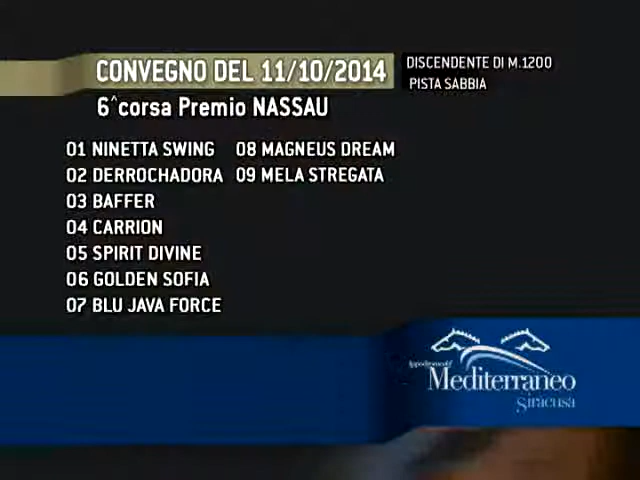 CONVEGNO DEL 11/10/2014
DISCENDENTE DI M.1200
PISTA SABBIA
6^corsa Premio NASSAU
01 NINETTA SWING
02 DERROCHADORA
03 BAFFER
04 CARRION
05 SPIRIT DIVINE
06 GOLDEN SOFIA
07 BLU JAVA FORCE
08 MAGNEUS DREAM
09 MELA STREGATA
Mediterraneo
Siracusa